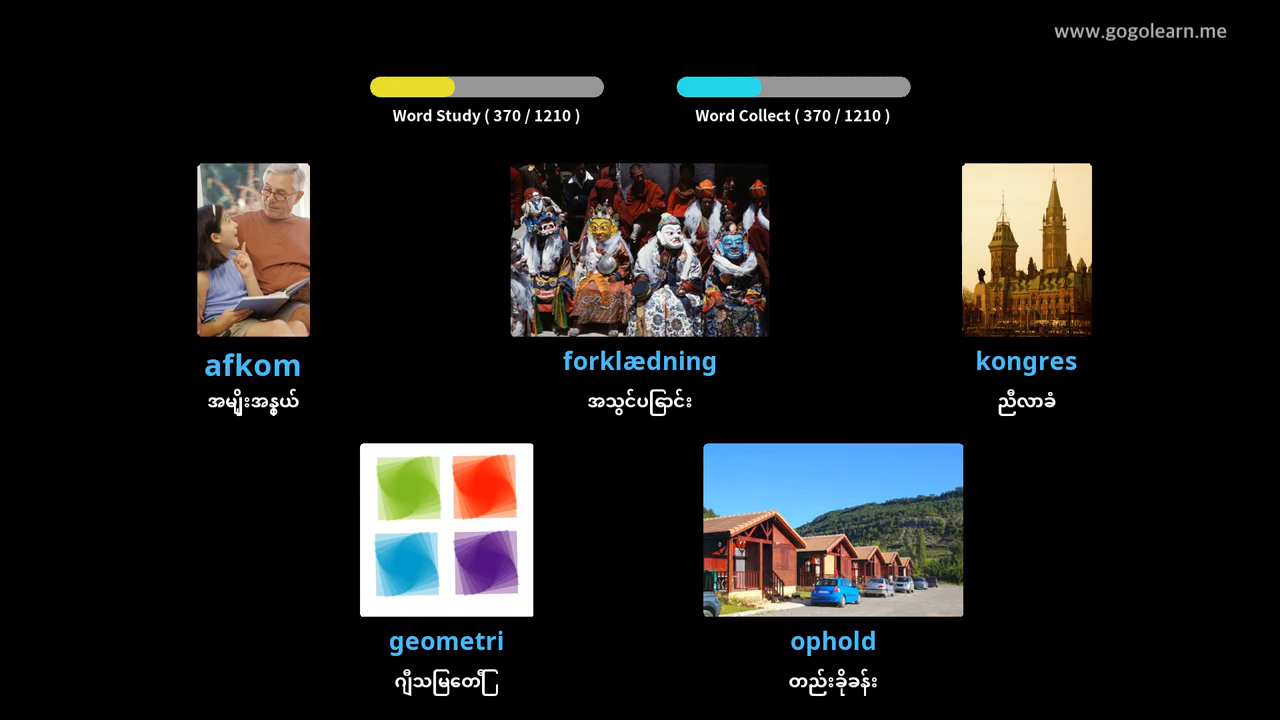 www.gogolearn.me
Word Study ( 370 / 1210 )
Word Collect ( 370 / 1210 )
afkom
အမျိုးအနွယ်
forklædning
အသွင်ပြောင်း
kongres
ညီလာခံ
geometri
ဂျီသြမေတြီ
ophold
တည်းခိုခန်း